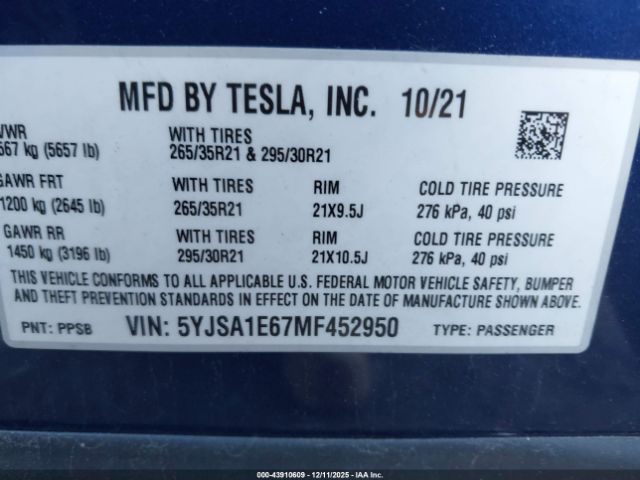 MFD BY TESLA, INC. 10/21
VWR WITH TIRES
567 kg (5657 lb) 265/35R21 & 295/30R21
GAWR FRT WITH TIRES RIM COLD TIRE PRESSURE
1200 kg (2645 lb) 265/35R21 21X9.5J 276 kPa, 40 psi
GAWR RR WITH TIRES RIM COLD TIRE PRESSURE
1450 kg (3196 lb) 295/30R21 21X10.5J 276 kPa, 40 psi
THIS VEHICLE CONFORMS TO ALL APPLICABLE U.S. FEDERAL MOTOR VEHICLE SAFETY, BUMPER
AND THEFT PREVENTION STANDARDS IN EFFECT ON THE DATE OF MANUFACTURE SHOWN ABOVE.
PNT: PPSB VIN: 5YJSA1E67MF452950 TYPE: PASSENGER
000-43910609 - 12/11/2025 - IAAI, Inc.